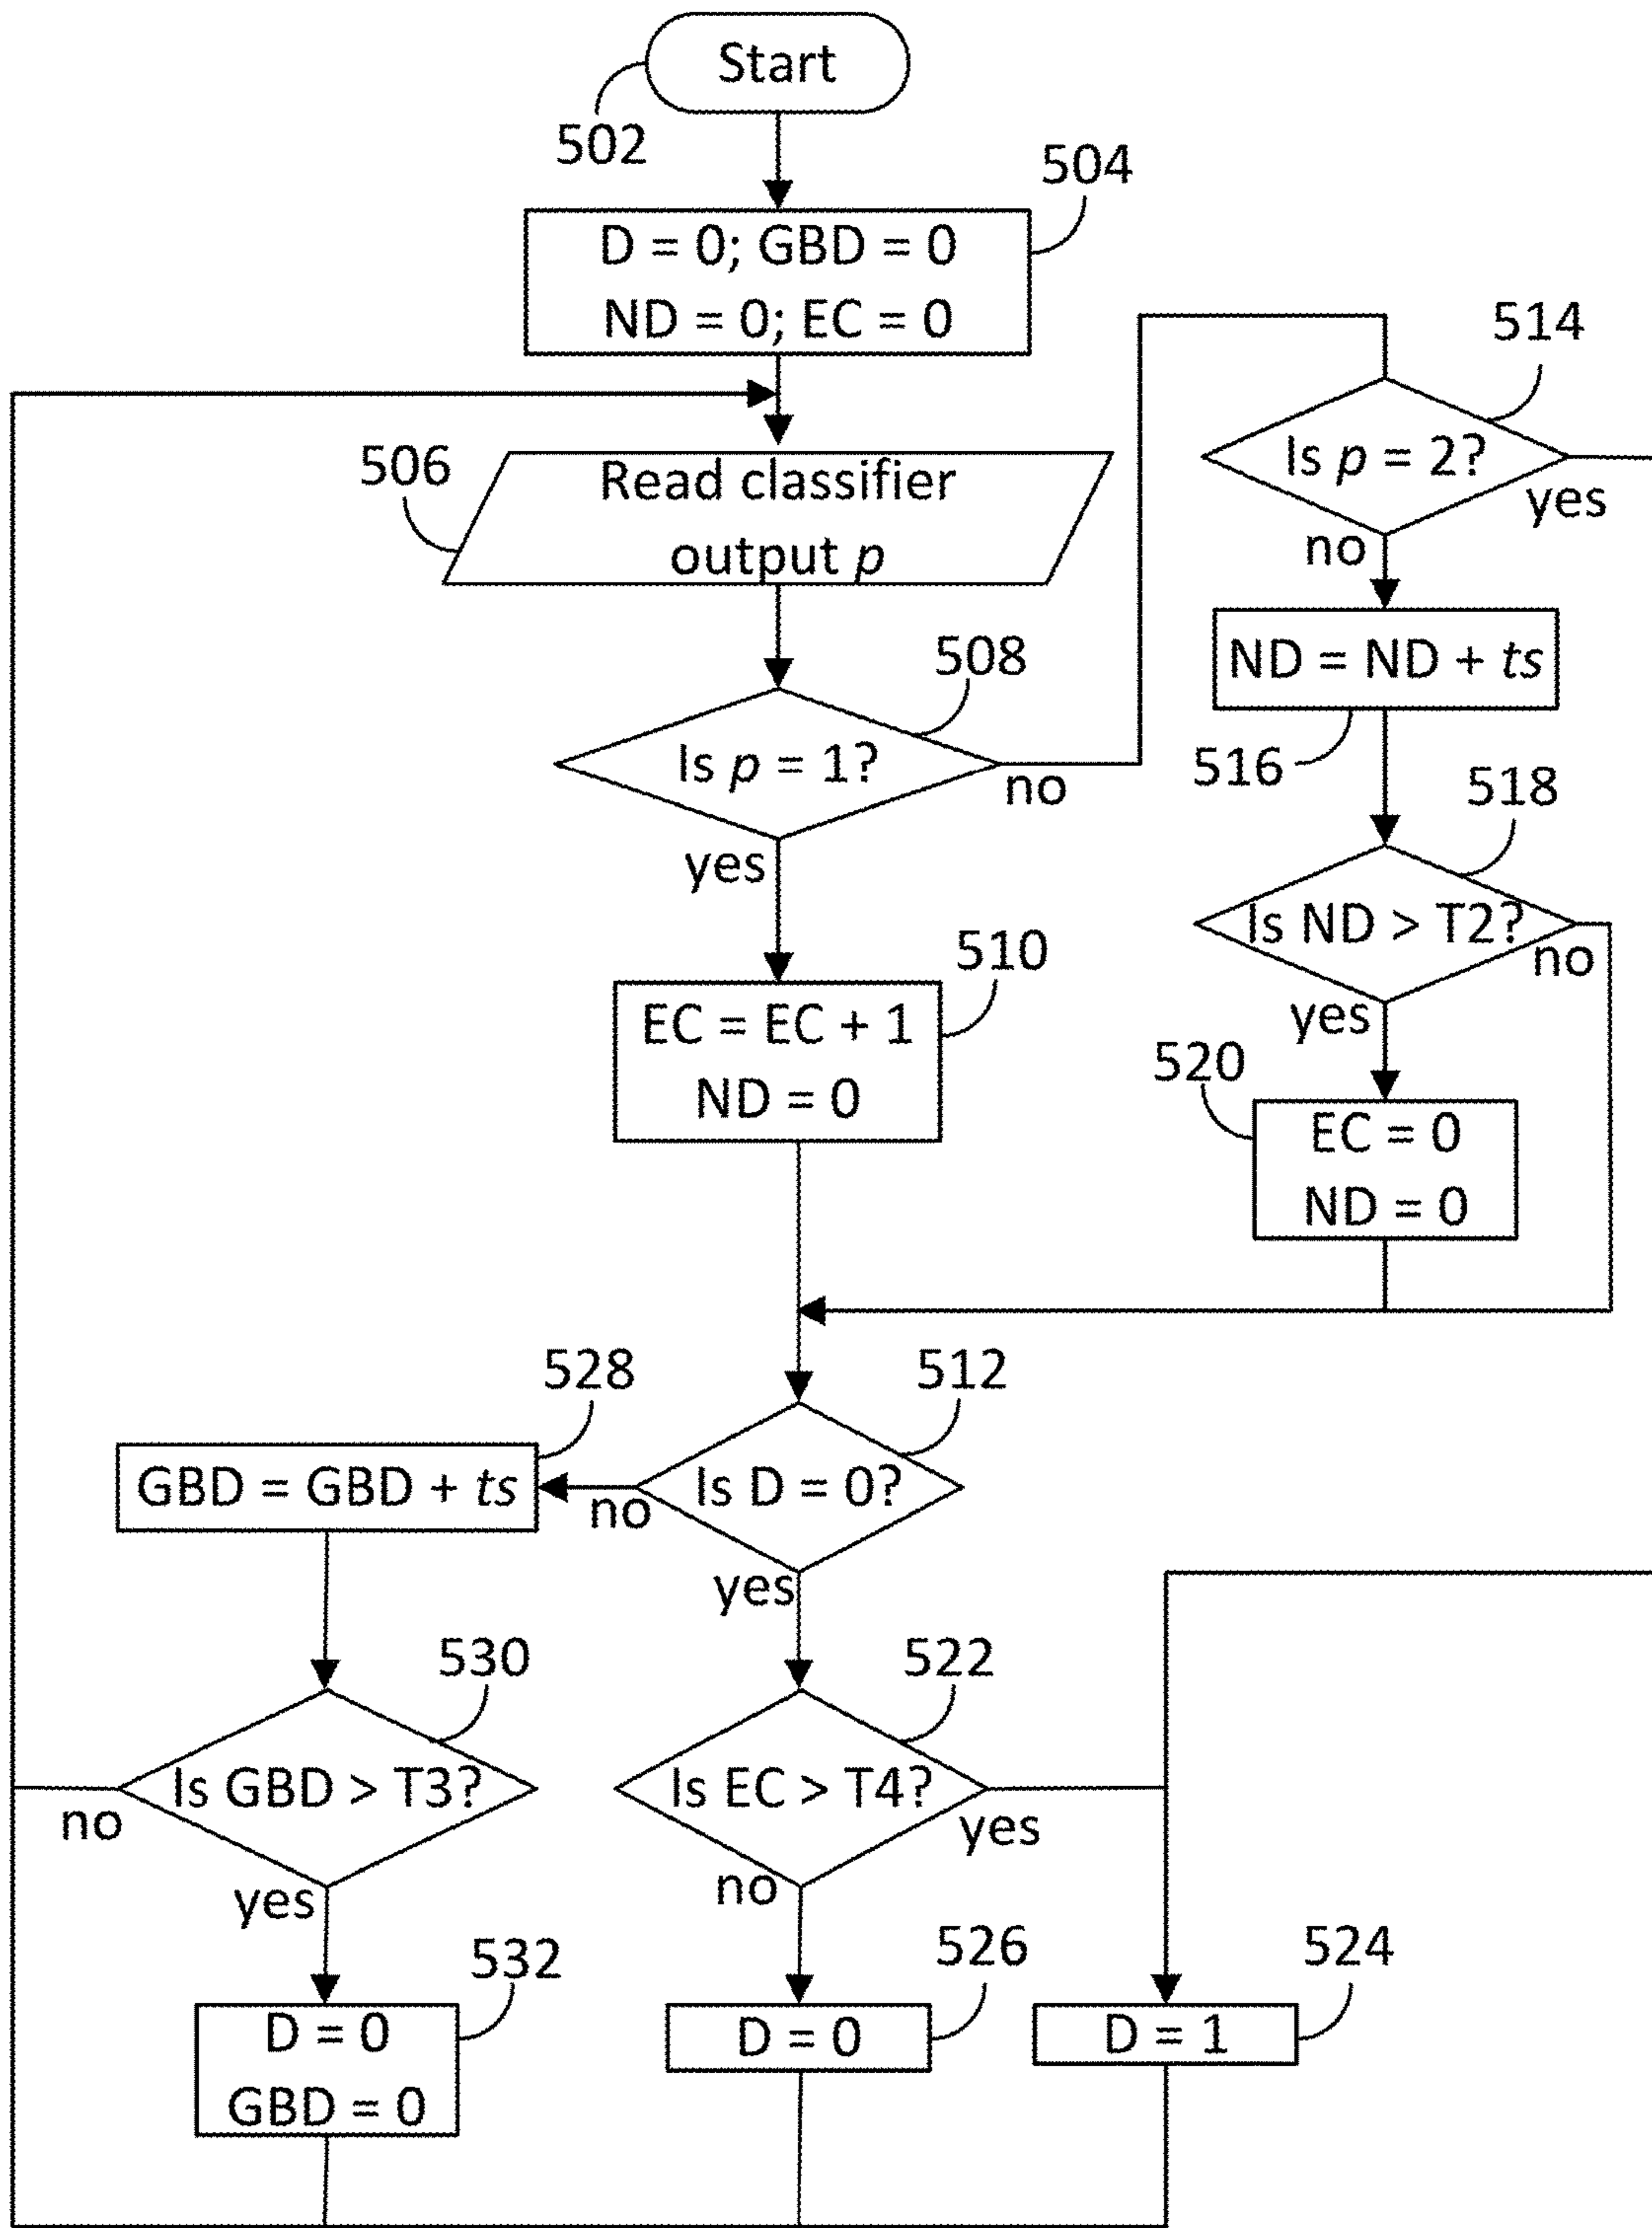 Start
502
504
D = 0; GBD = 0
ND = 0; EC = 0
506
Read classifier
output p
508
Is p = 1?
no
yes
510
EC = EC + 1
ND = 0
514
Is p = 2?
yes
no
ND = ND + ts
516
518
Is ND > T2?
no
yes
520
EC = 0
ND = 0
512
Is D = 0?
no
yes
528
GBD = GBD + ts
530
Is GBD > T3?
no
yes
532
D = 0
GBD = 0
522
Is EC > T4?
yes
no
526
D = 0
524
D = 1